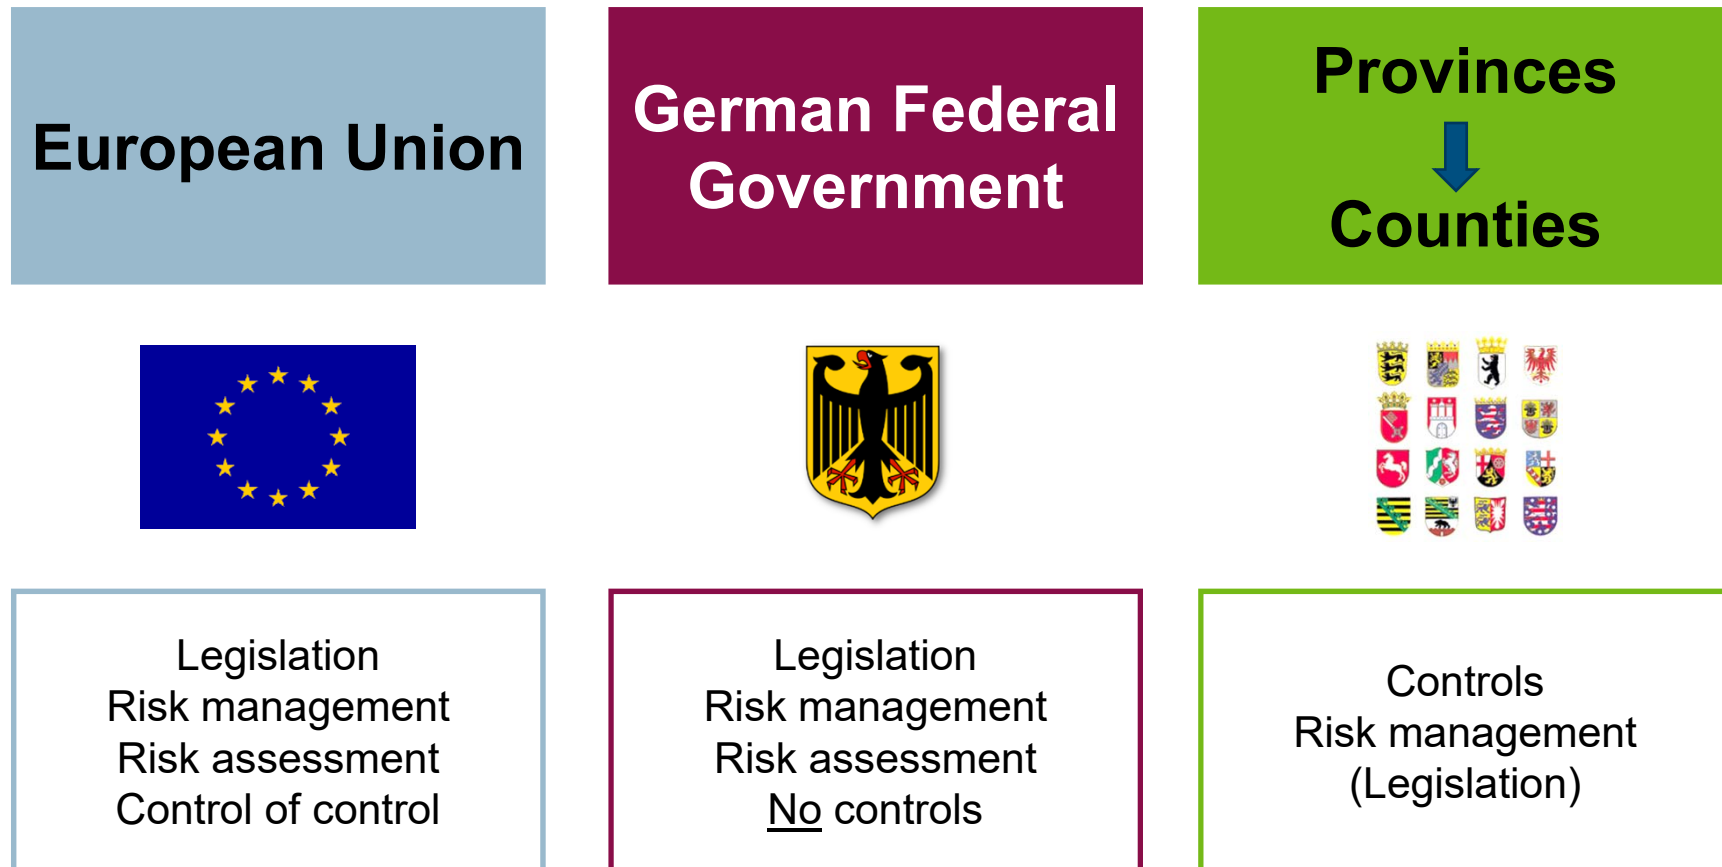 European Union
German Federal
Government
Provinces
Counties
Legislation
Risk management
Risk assessment
Control of control
Legislation
Risk management
Risk assessment
No controls
Controls
Risk management
(Legislation)